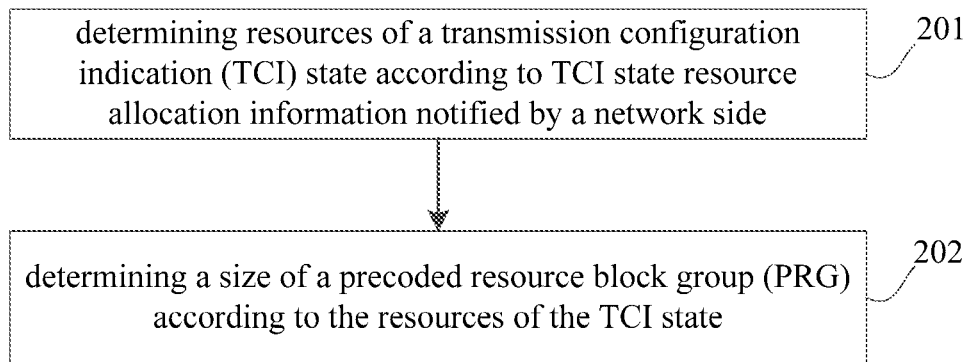 determining resources of a transmission configuration
indication (TCI) state according to TCI state resource
allocation information notified by a network side
201
determining a size of a precoded resource block group (PRG)
according to the resources of the TCI state
202